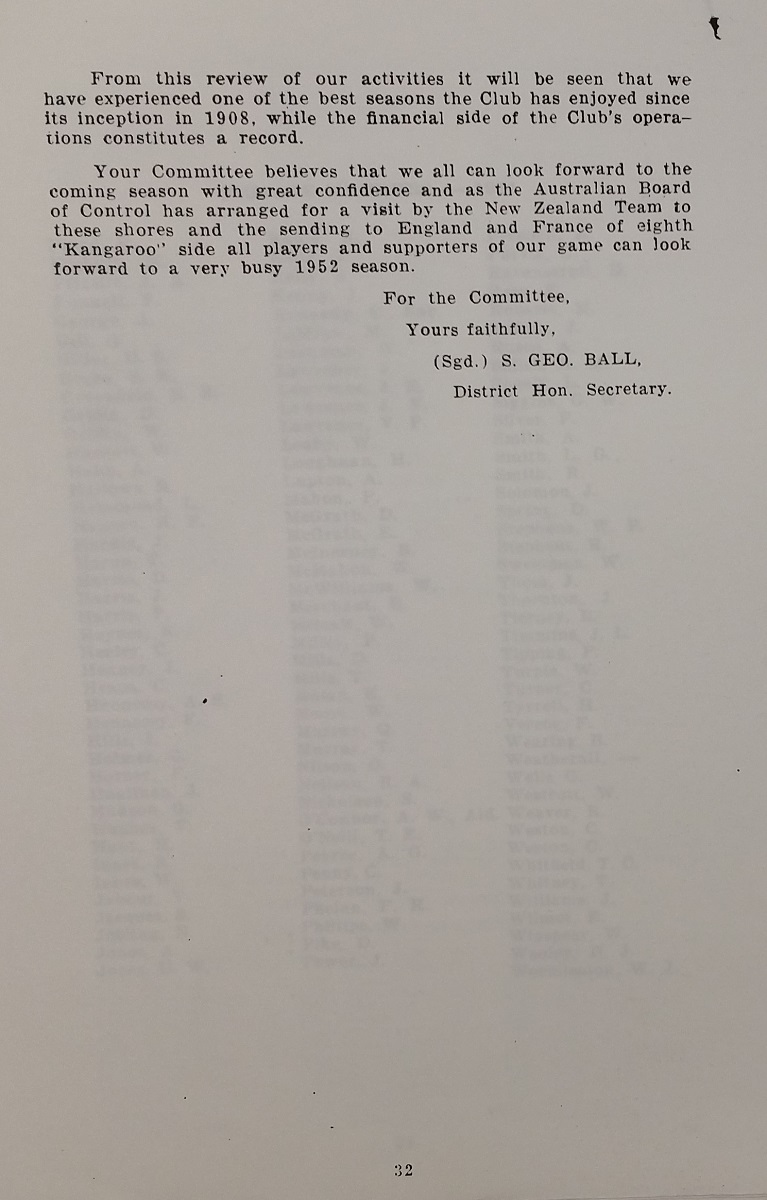 From this review of our activities it will be seen that we
have experienced one of the best seasons the Club has enjoyed since
its inception in 1908, while the financial side of the Club's opera-
tions constitutes a record.
Your Committee believes that we all can look forward to the
coming season with great confidence and as the Australian Board
of Control has arranged for a visit by the New Zealand Team to
these shores and the sending to England and France of eighth
"Kangaroo" side all players and supporters of our game can look
forward to a very busy 1952 season.
For the Committee,
Yours faithfully,
(Sgd.) S. GEO. BALL,
District Hon. Secretary.
32